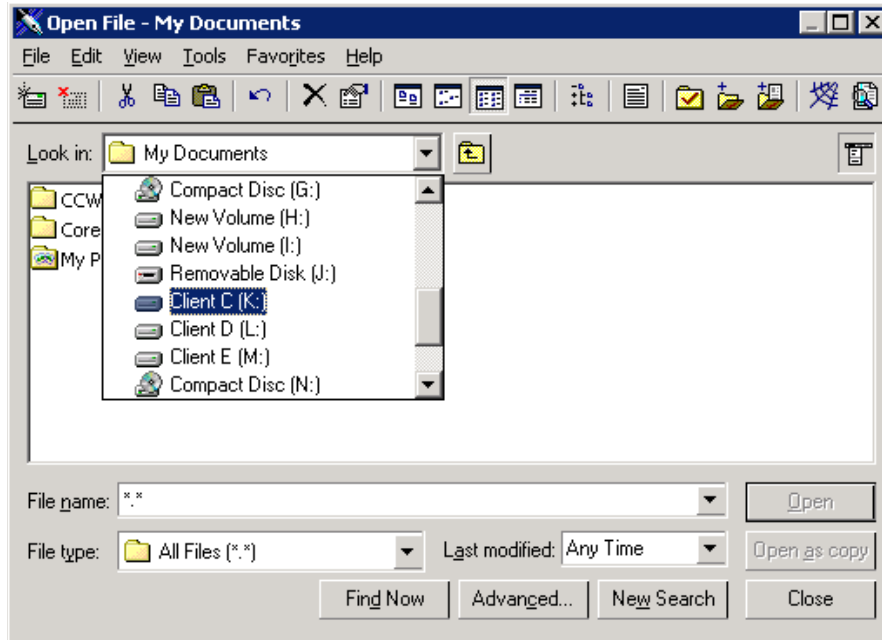 Open File - My Documents
File Edit View Tools Favorites Help
Look in: My Documents
CCW
Core
My P
Compact Disc (G:)
New Volume (H:)
New Volume (I:)
Removable Disk (J:)
Client C (K:)
Client D (L:)
Client E (M:)
Compact Disc (N:)
File name: *.* Open
File type: All Files (*.*) Last modified: Any Time Open as copy
Find Now Advanced... New Search Close